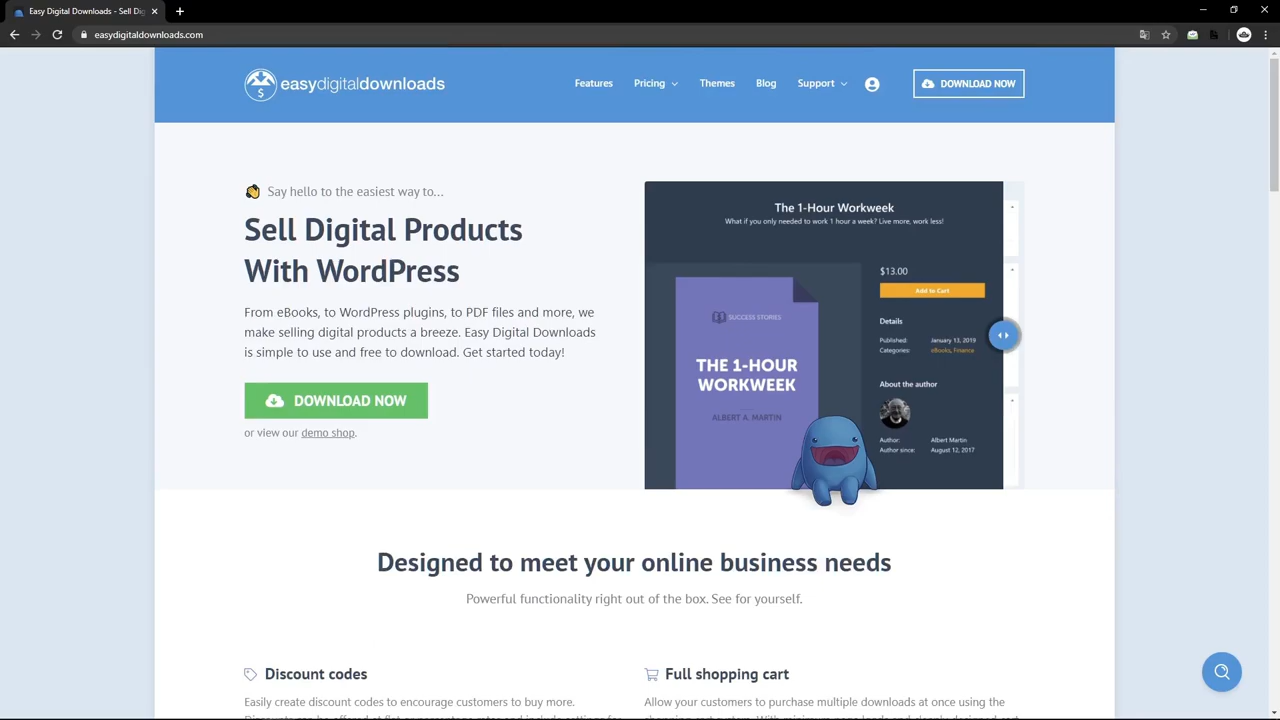 Easy Digital Downloads - Sell Dig
easydigitaldownloads.com
easydigitaldownloads
Features
Pricing
Themes
Blog
Support
DOWNLOAD NOW
Say hello to the easiest way to...
Sell Digital Products
With WordPress
From eBooks, to WordPress plugins, to PDF files and more, we
make selling digital products a breeze. Easy Digital Downloads
is simple to use and free to download. Get started today!
DOWNLOAD NOW
or view our demo shop.
The 1-Hour Workweek
What if you only needed to work 1 hour a week? Live more, work less!
$13.00
Add to Cart
Details
Published: January 13, 2019
Categories: eBooks, Finance
About the author
Author: Albert Martin
Author since: August 12, 2017
SUCCESS STORIES
THE 1-HOUR
WORKWEEK
ALBERT A. MARTIN
Designed to meet your online business needs
Powerful functionality right out of the box. See for yourself.
Discount codes
Easily create discount codes to encourage customers to buy more.
Full shopping cart
Allow your customers to purchase multiple downloads at once using the